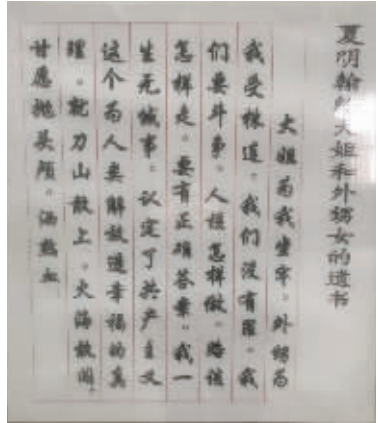 夏明翰给大姐和外甥女的遗书
大姐为我坐牢。外甥为
我受株连。我们没有罪。我
们要斗争。人该怎样做。路该
怎样走。要有正确答案。我一
生无憾事。认定了共产主义
这个为人类解放造幸福的真
理。就刀山敢上。火海敢闯。
甘愿抛头颅。洒热血